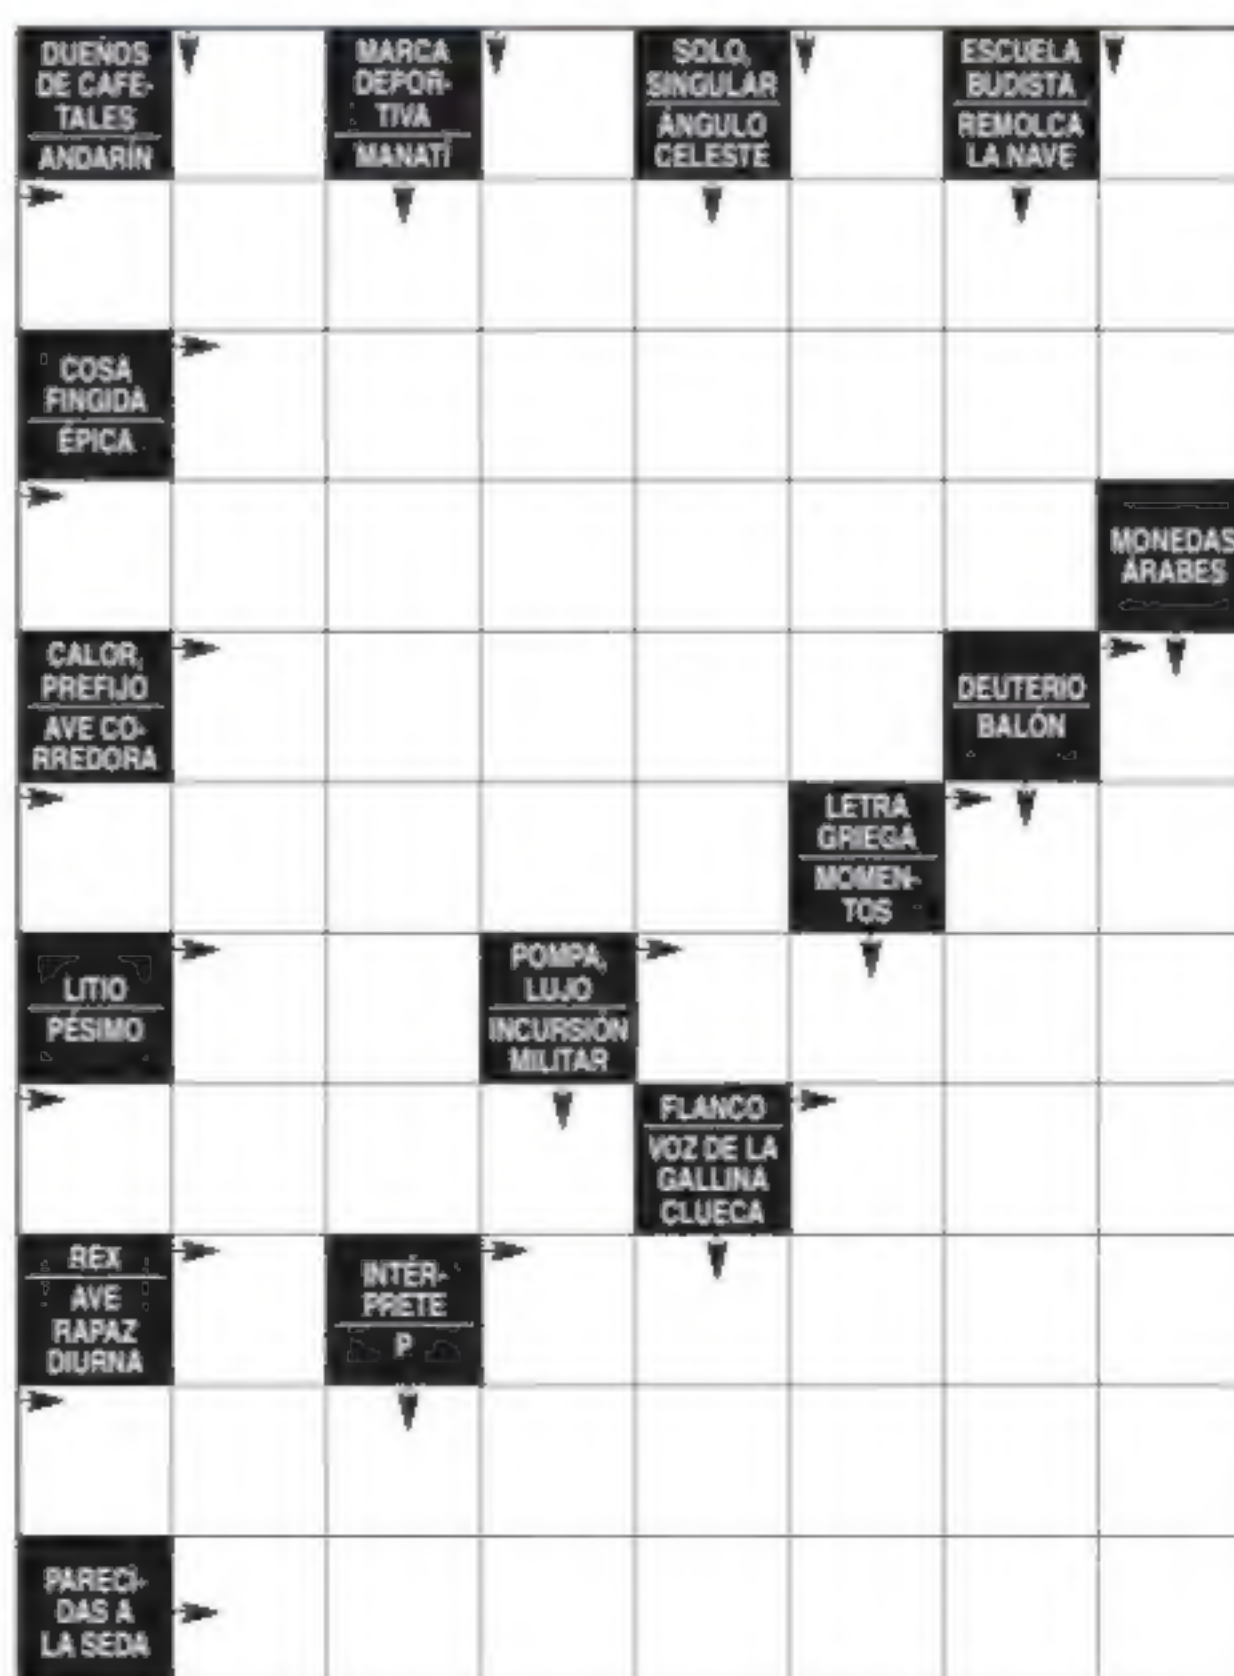 DUEÑOS
DE CAFE-
TALES
ANDARÍN
MARCA
DEPOR-
TIVA
MANATÍ
SOLO,
SINGULAR
ÁNGULO
CELESTE
ESCUELA
BUDISTA
REMOLCA
LA NAVE
COSA
FINGIDA
ÉPICA
MONEDAS
ÁRABES
CALOR,
PREFIJO
AVE CO-
RREDORA
DEUTERIO
BALÓN
LETRA
GRIEGA
MOMEN-
TOS
LITIO
PÉSIMO
POMPA,
LUJO
INCURSIÓN
MILITAR
FLANCO
VOZ DE LA
GALLINA
CLUECA
REX
AVE
RAPAZ
DIURNA
INTÉR-
PRETE
P
PARECI-
DAS A
LA SEDA